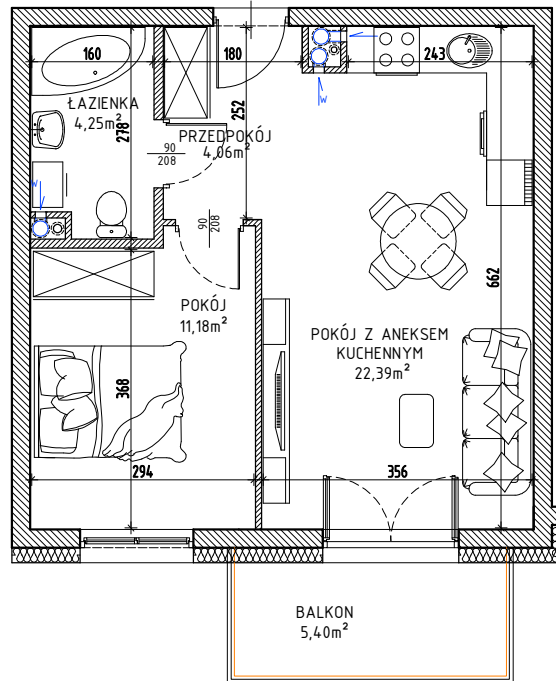 160
180
243
ŁAZIENKA
4,25m²
278
252
PRZEDPOKÓJ
4,06m²
90
208
90
208
W
W
662
POKÓJ
11,18m²
POKÓJ Z ANEKSEM
KUCHENNYM
22,39m²
368
294
356
BALKON
5,40m²